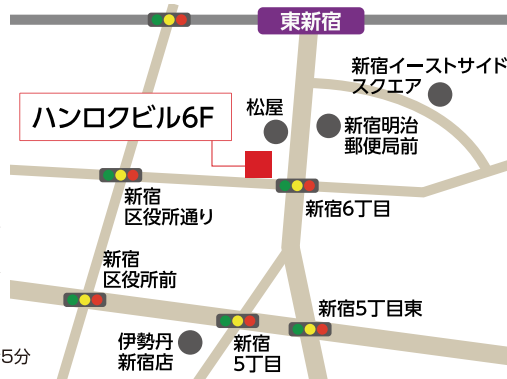 東新宿
新宿イーストサイド
スクエア
松屋
ハンロクビル6F
新宿明治
郵便局前
新宿
区役所通り
新宿6丁目
新宿
区役所前
新宿5丁目東
伊勢丹
新宿店
新宿
5丁目
5分